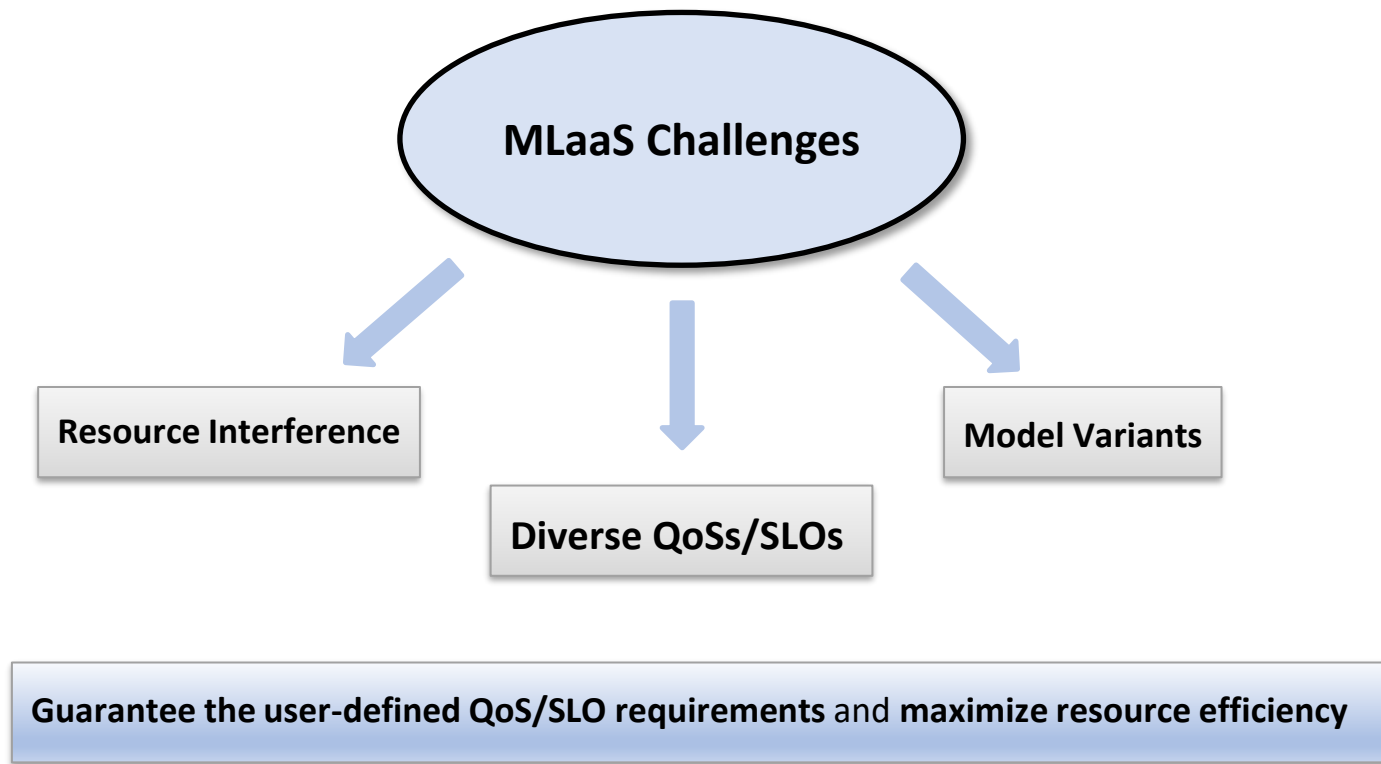 MLaaS Challenges
Resource Interference
Model Variants
Diverse QoSs/SLOs
Guarantee the user-defined QoS/SLO requirements and maximize resource efficiency